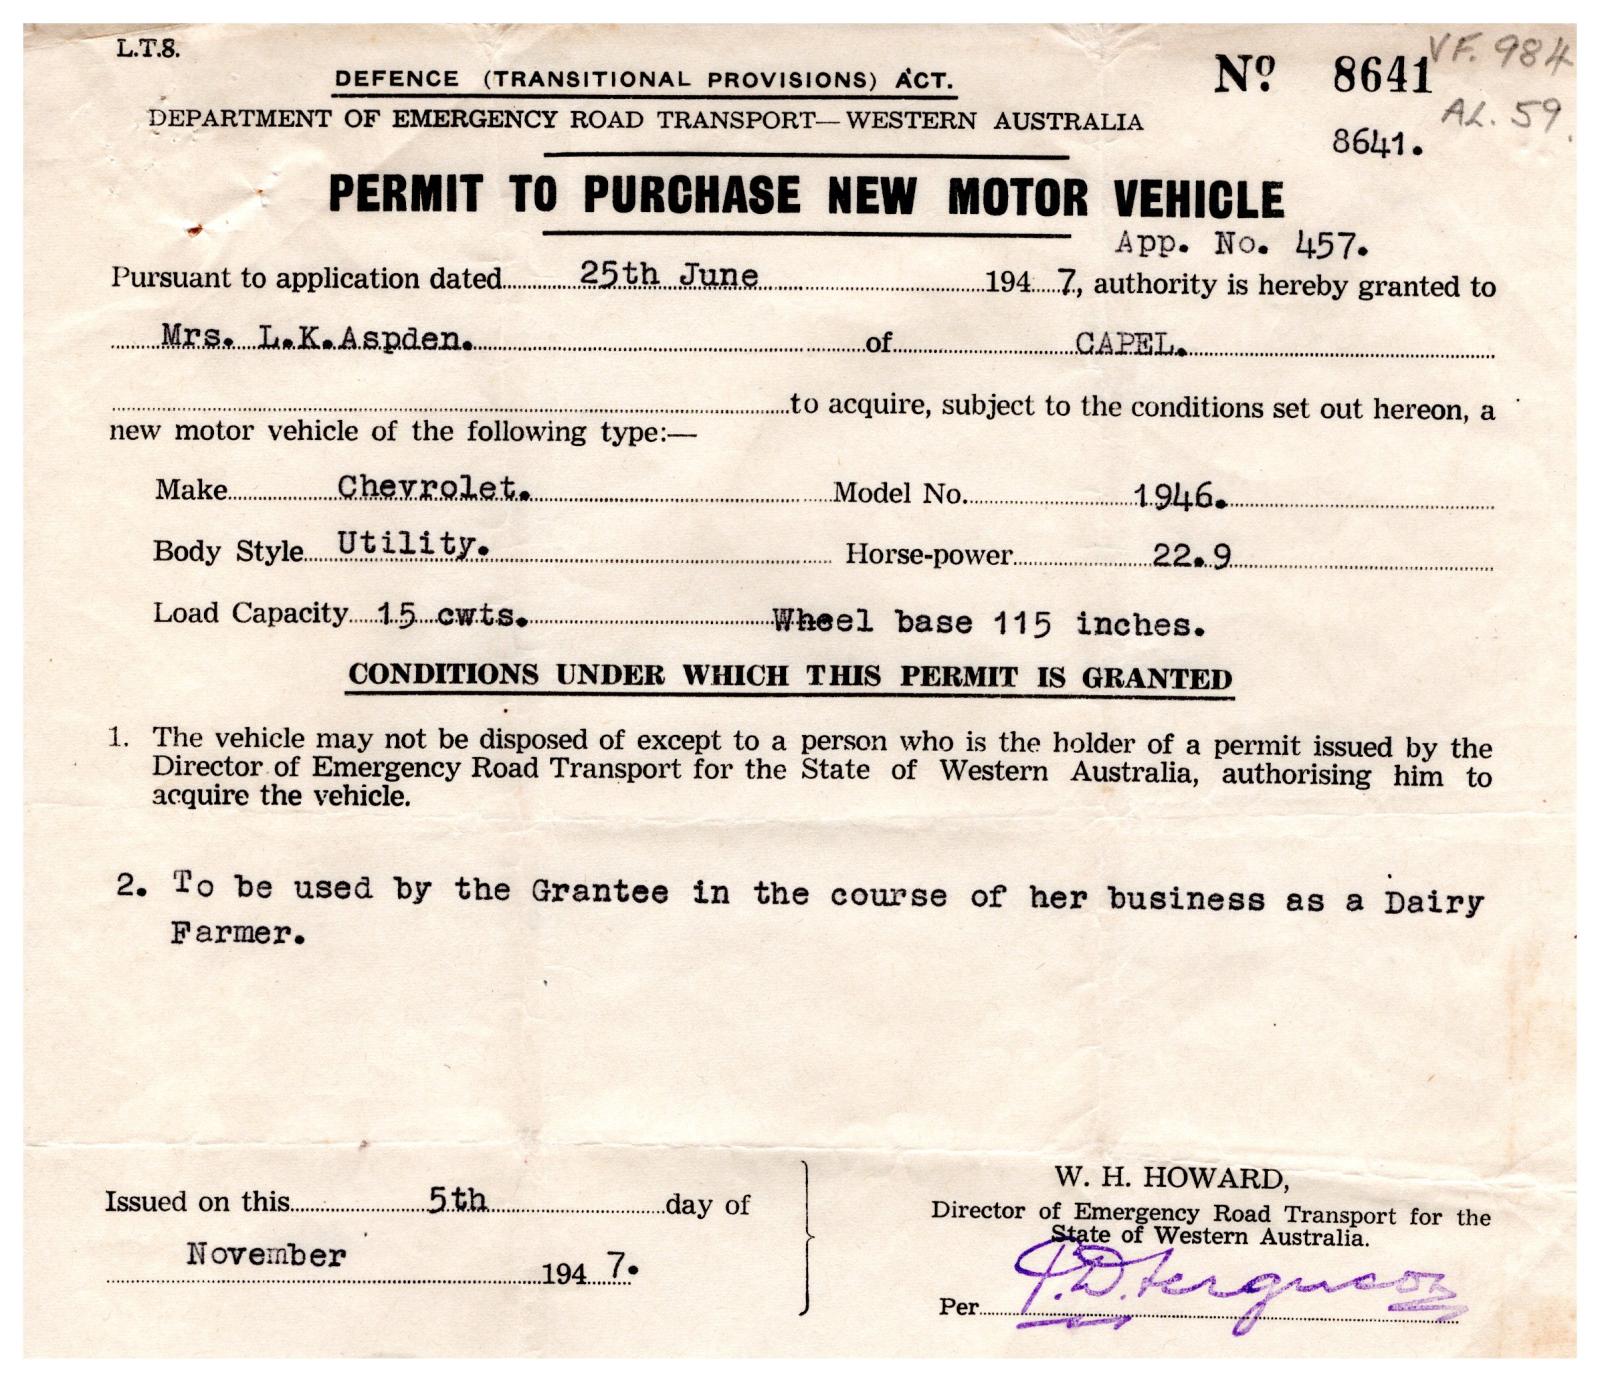 L.T.8.
DEFENCE (TRANSITIONAL PROVISIONS) ACT.
Nº 8641
VF. 984
DEPARTMENT OF EMERGENCY ROAD TRANSPORT—WESTERN AUSTRALIA
AL. 59.
8641.
PERMIT TO PURCHASE NEW MOTOR VEHICLE
App. No. 457.
Pursuant to application dated 25th June 1947, authority is hereby granted to
Mrs. L.K.Aspden. of CAPEL.
to acquire, subject to the conditions set out hereon, a
new motor vehicle of the following type:—
Make Chevrolet. Model No. 1946.
Body Style Utility. Horse-power 22.9
Load Capacity 15 cwts. Wheel base 115 inches.
CONDITIONS UNDER WHICH THIS PERMIT IS GRANTED
1. The vehicle may not be disposed of except to a person who is the holder of a permit issued by the
Director of Emergency Road Transport for the State of Western Australia, authorising him to
acquire the vehicle.
2. To be used by the Grantee in the course of her business as a Dairy
Farmer.
W. H. HOWARD,
Issued on this 5th day of
Director of Emergency Road Transport for the
State of Western Australia.
November 1947.
Per D. Ferguson